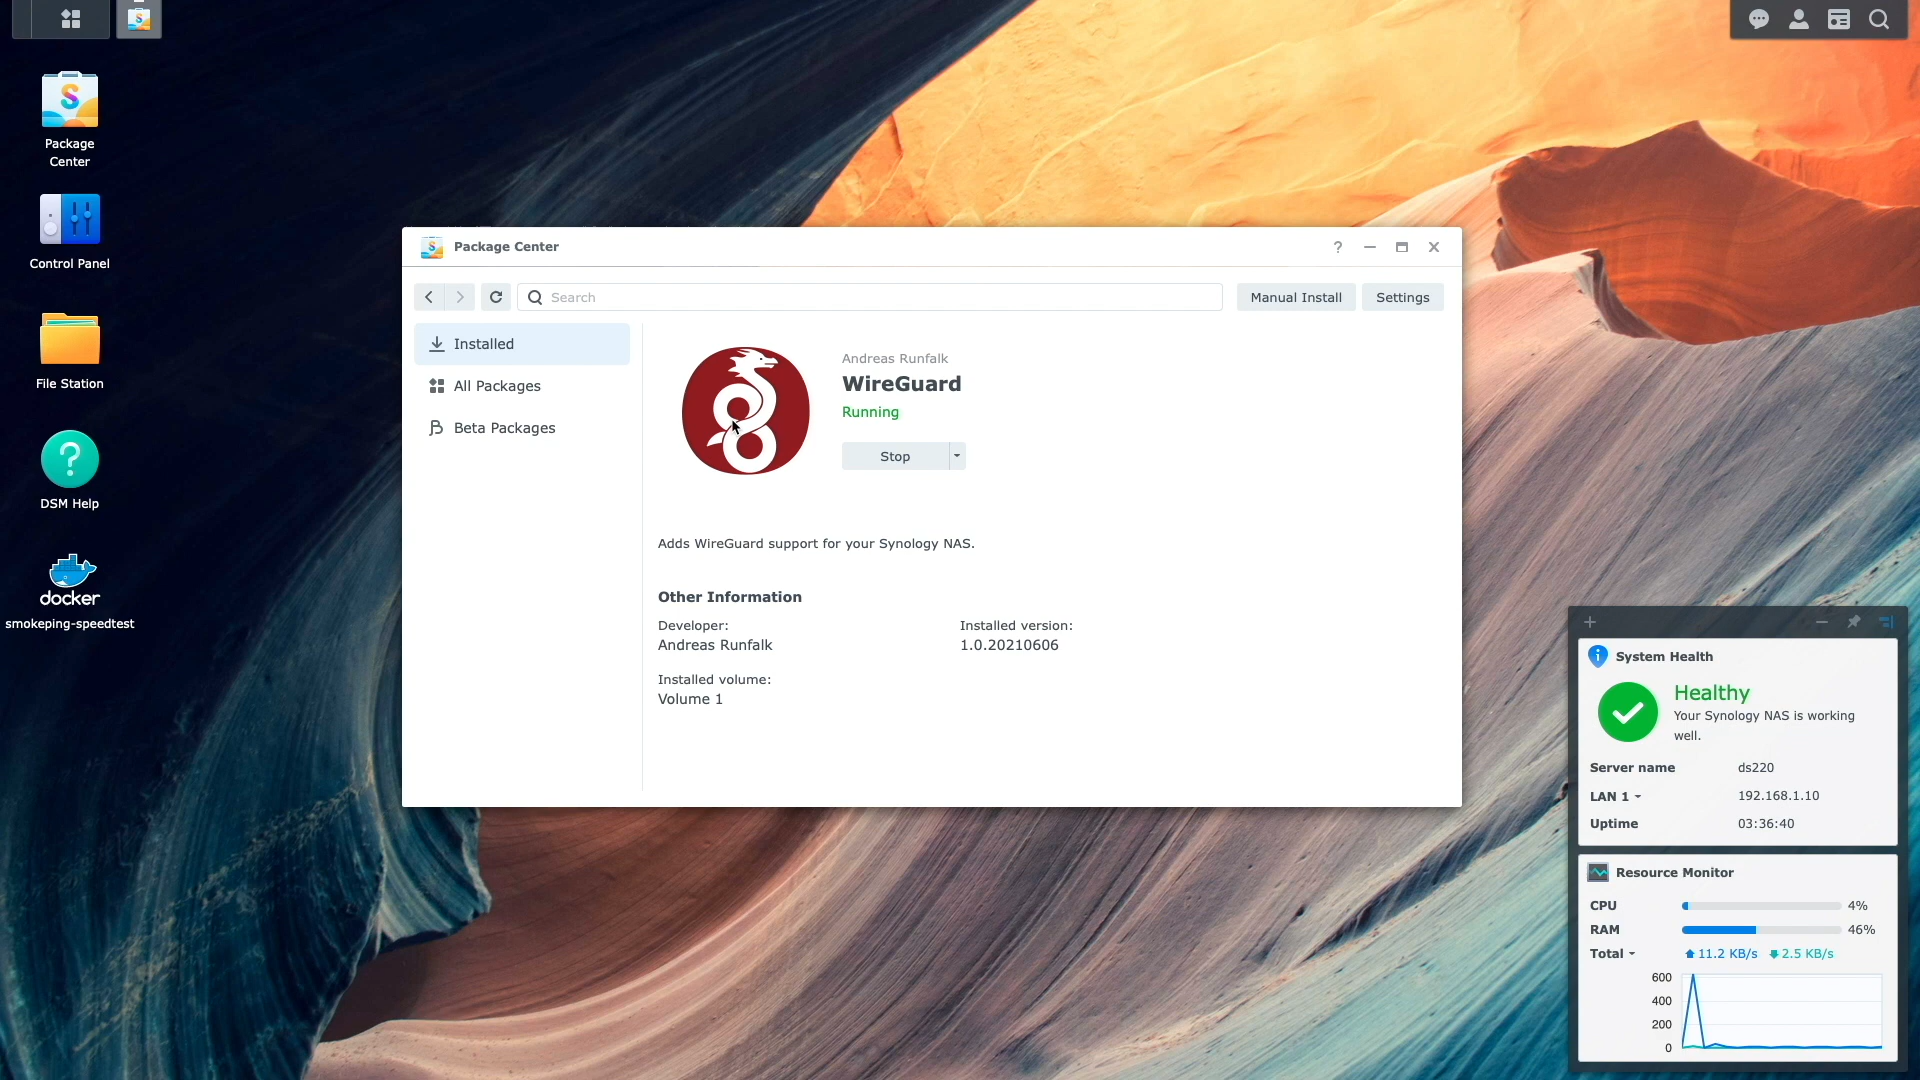 Package
Center
Control Panel
File Station
DSM Help
docker
smokeping-speedtest
Package Center
?
Search
Manual Install
Settings
Installed
All Packages
Beta Packages
Andreas Runfalk
WireGuard
Running
Stop
Adds WireGuard support for your Synology NAS.
Other Information
Developer:
Andreas Runfalk
Installed version:
1.0.20210606
Installed volume:
Volume 1
System Health
Healthy
Your Synology NAS is working
well.
Server name ds220
LAN 1 192.168.1.10
Uptime 03:36:40
Resource Monitor
CPU 4%
RAM 46%
Total 11.2 KB/s 2.5 KB/s
600
400
200
0